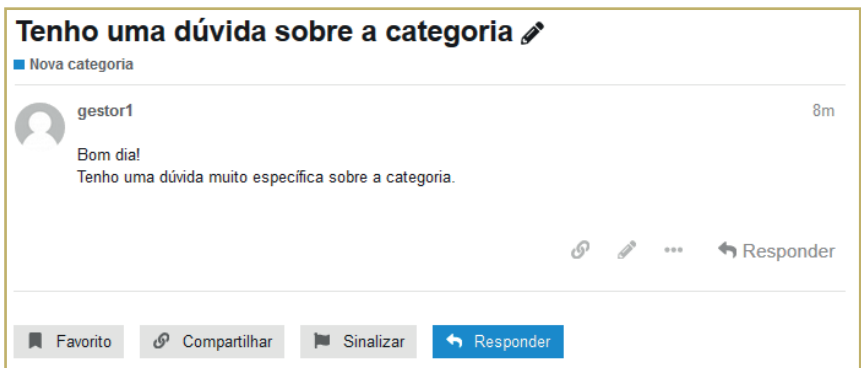 Tenho uma dúvida sobre a categoria
Nova categoria
gestor1 8m
Bom dia!
Tenho uma dúvida muito específica sobre a categoria.
Responder
Favorito Compartilhar Sinalizar Responder